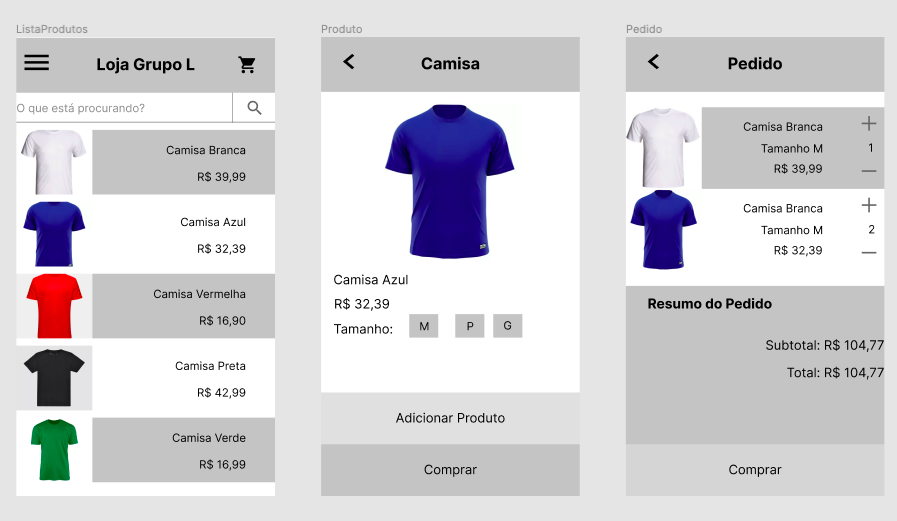 ListaProdutos
Loja Grupo L
O que está procurando?
Camisa Branca
R$ 39,99
Camisa Azul
R$ 32,39
Camisa Vermelha
R$ 16,90
Camisa Preta
R$ 42,99
Camisa Verde
R$ 16,99
Produto
Camisa
Camisa Azul
R$ 32,39
Tamanho: M P G
Adicionar Produto
Comprar
Pedido
Pedido
Camisa Branca
Tamanho M 1
R$ 39,99
Camisa Branca
Tamanho M 2
R$ 32,39
Resumo do Pedido
Subtotal: R$ 104,77
Total: R$ 104,77
Comprar